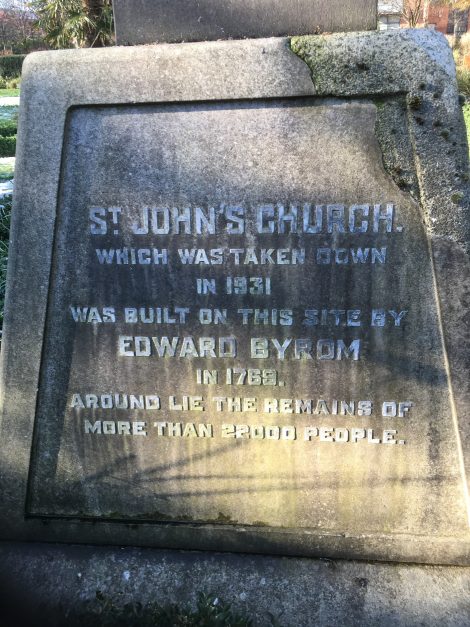 ST JOHN'S CHURCH.
WHICH WAS TAKEN DOWN
IN 1931
WAS BUILT ON THIS SITE BY
EDWARD BYROM
IN 1769.
AROUND LIE THE REMAINS OF
MORE THAN 22000 PEOPLE.